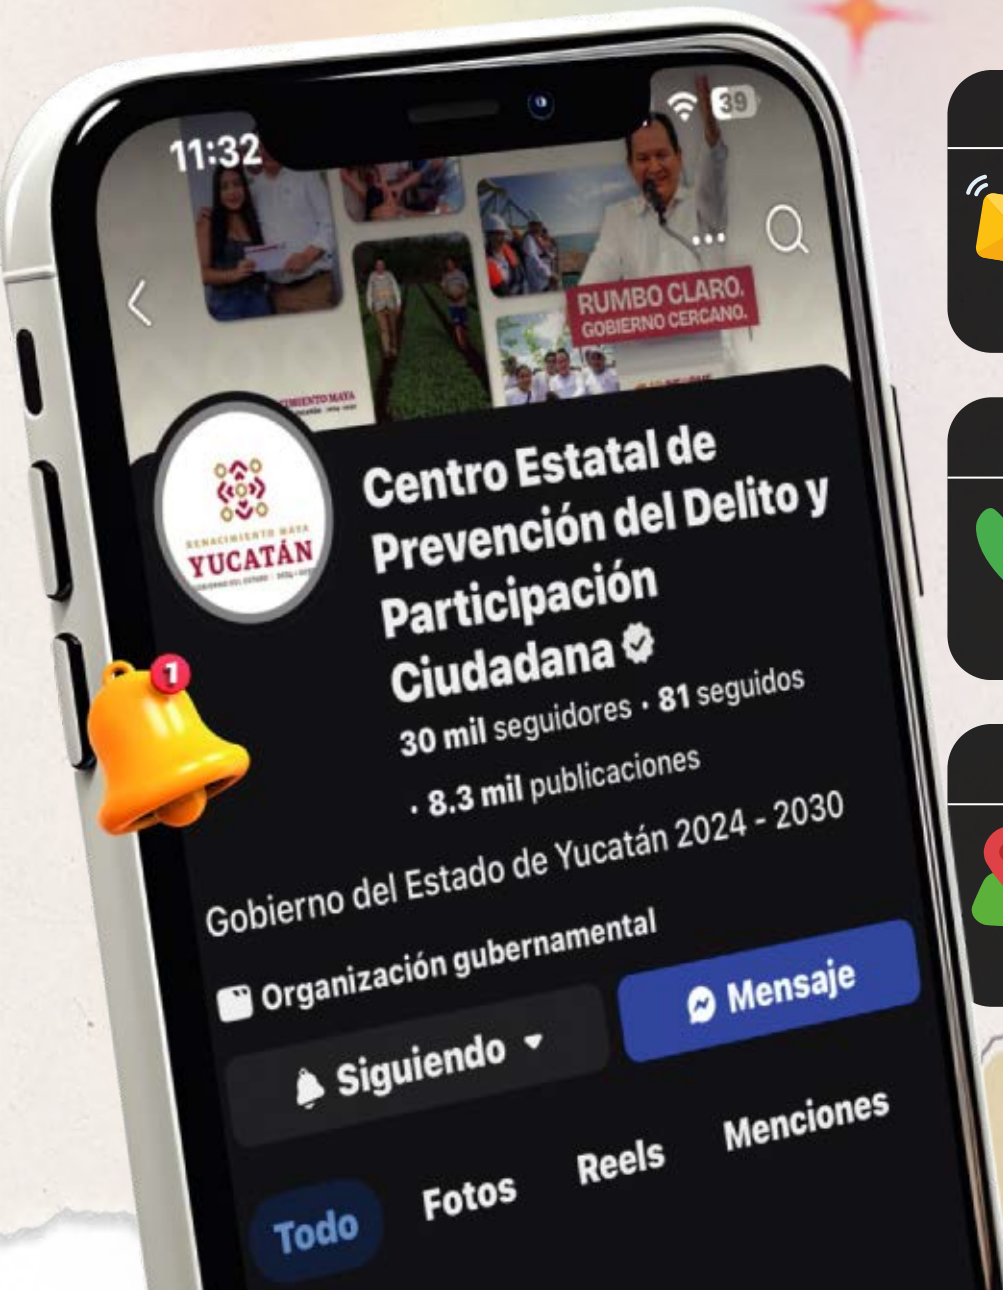 11:32
39
RUMBO CLARO.
GOBIERNO CERCANO.
RENACIMIENTO MAYA
YUCATÁN
Centro Estatal de
Prevención del Delito y
Participación
Ciudadana
30 mil seguidores · 81 seguidos
· 8.3 mil publicaciones
1
Gobierno del Estado de Yucatán 2024 - 2030
Organización gubernamental
Siguiendo
Mensaje
Todo
Fotos
Reels
Menciones